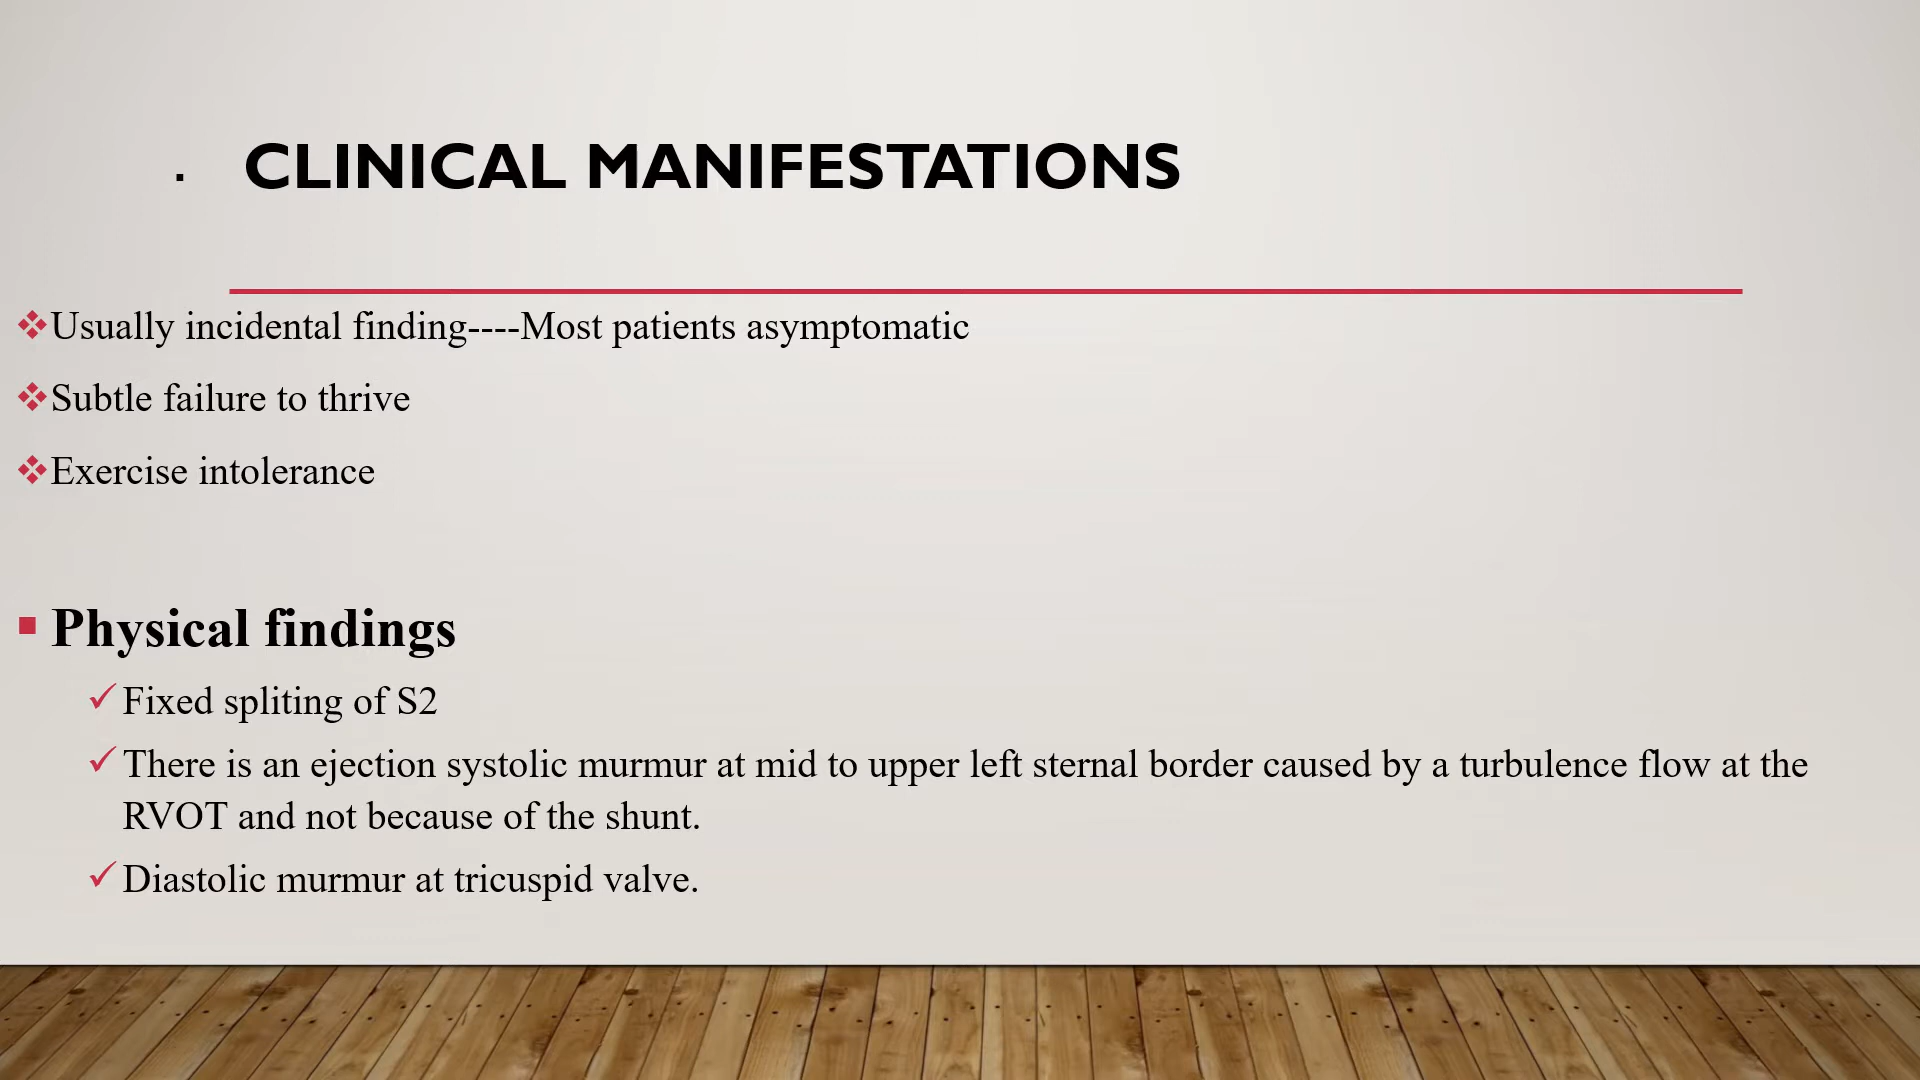 CLINICAL MANIFESTATIONS
Usually incidental finding----Most patients asymptomatic
Subtle failure to thrive
Exercise intolerance
Physical findings
Fixed spliting of S2
There is an ejection systolic murmur at mid to upper left sternal border caused by a turbulence flow at the
RVOT and not because of the shunt.
Diastolic murmur at tricuspid valve.